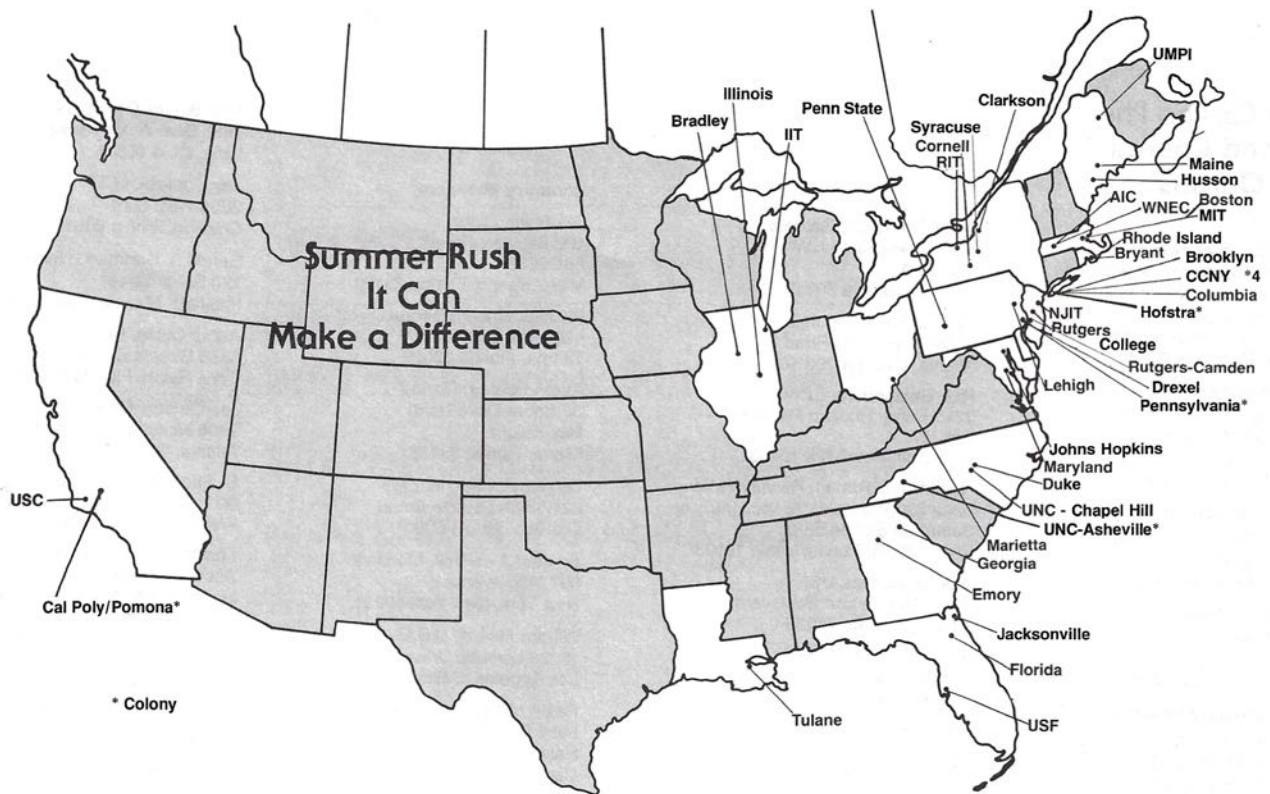 UMPI
Illinois
Bradley
IIT
Penn State
Clarkson
Syracuse
Cornell
RIT
Maine
Husson
AIC
Boston
WNEC
MIT
Rhode Island
Bryant
Brooklyn
CCNY *4
Columbia
Hofstra*
NJIT
Rutgers
College
Rutgers-Camden
Lehigh
Drexel
Pennsylvania*
Summer Rush
It Can
Make a Difference
Johns Hopkins
Maryland
Duke
USC
UNC - Chapel Hill
UNC-Asheville*
Marietta
Georgia
Emory
Cal Poly/Pomona*
Jacksonville
Florida
* Colony
Tulane
USF